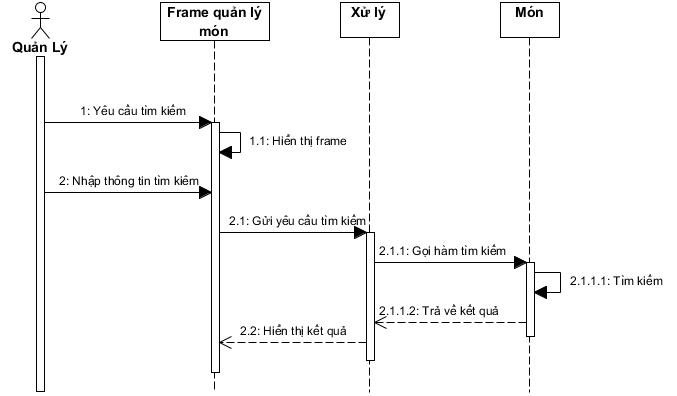 Quản Lý
Frame quản lý
món
Xử lý
Món
1: Yêu cầu tìm kiếm
1.1: Hiển thị frame
2: Nhập thông tin tìm kiếm
2.1: Gửi yêu cầu tìm kiếm
2.1.1: Gọi hàm tìm kiếm
2.1.1.1: Tìm kiếm
2.1.1.2: Trả về kết quả
2.2: Hiển thị kết quả